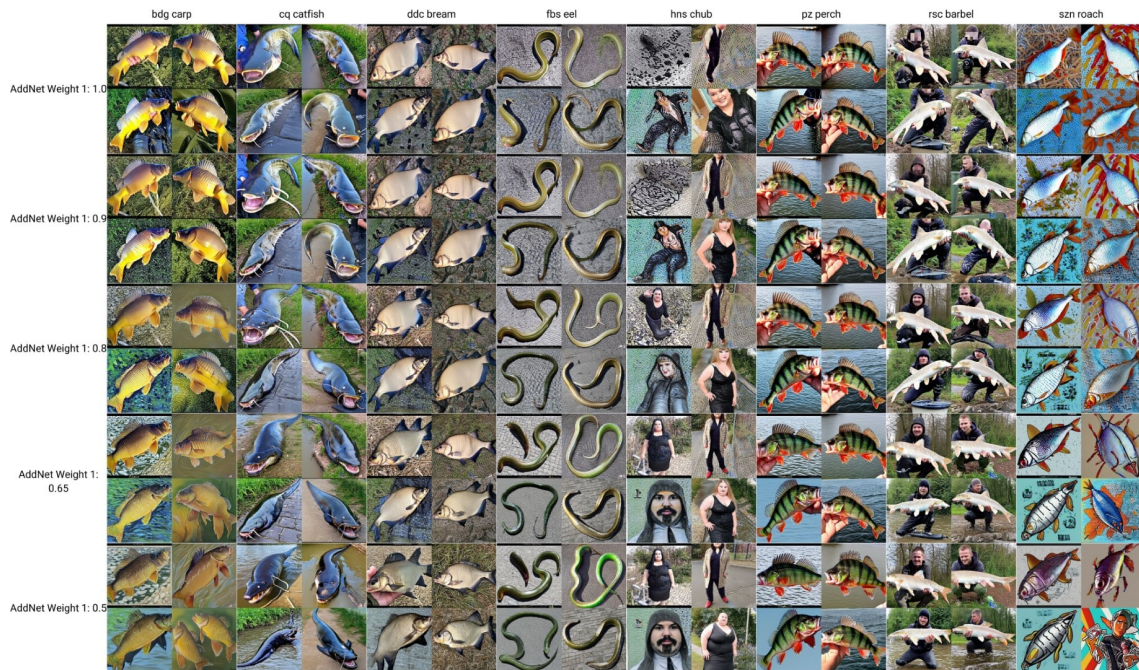 bdg carp cq catfish ddc bream fbs eel hns chub pz perch rsc barbel szn roach
AddNet Weight 1: 1.0
AddNet Weight 1: 0.9
AddNet Weight 1: 0.8
AddNet Weight 1:
0.65
AddNet Weight 1: 0.5